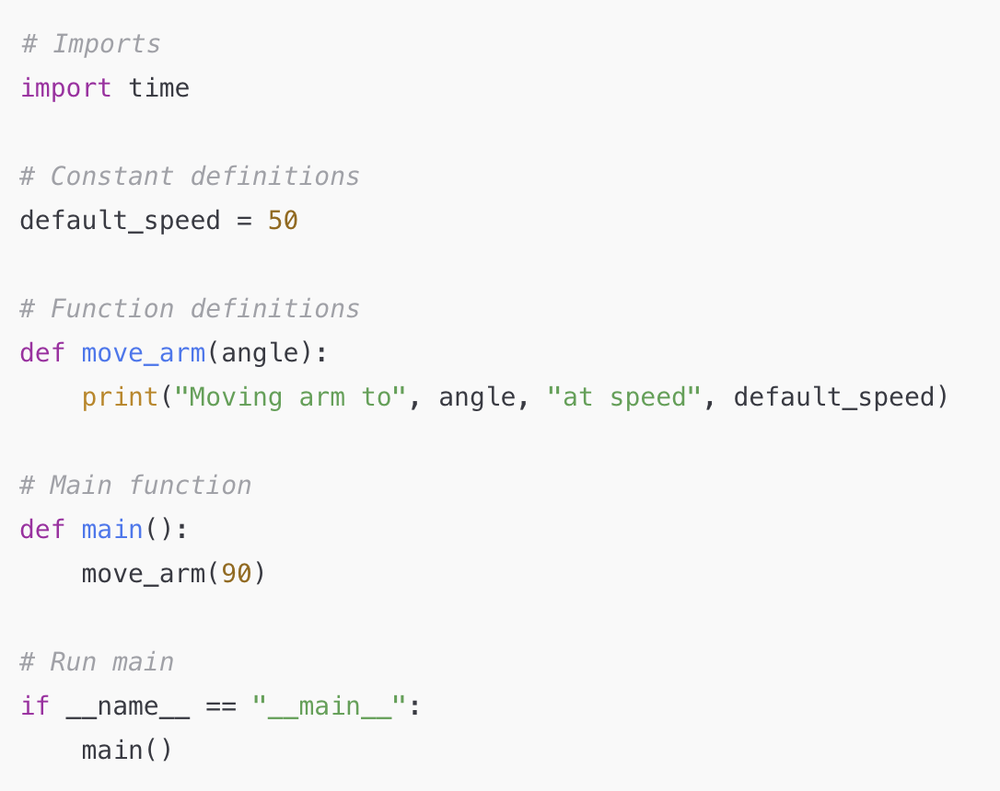 # Imports
import time
# Constant definitions
default_speed = 50
# Function definitions
def move_arm(angle):
    print("Moving arm to", angle, "at speed", default_speed)
# Main function
def main():
    move_arm(90)
# Run main
if __name__ == "__main__":
    main()